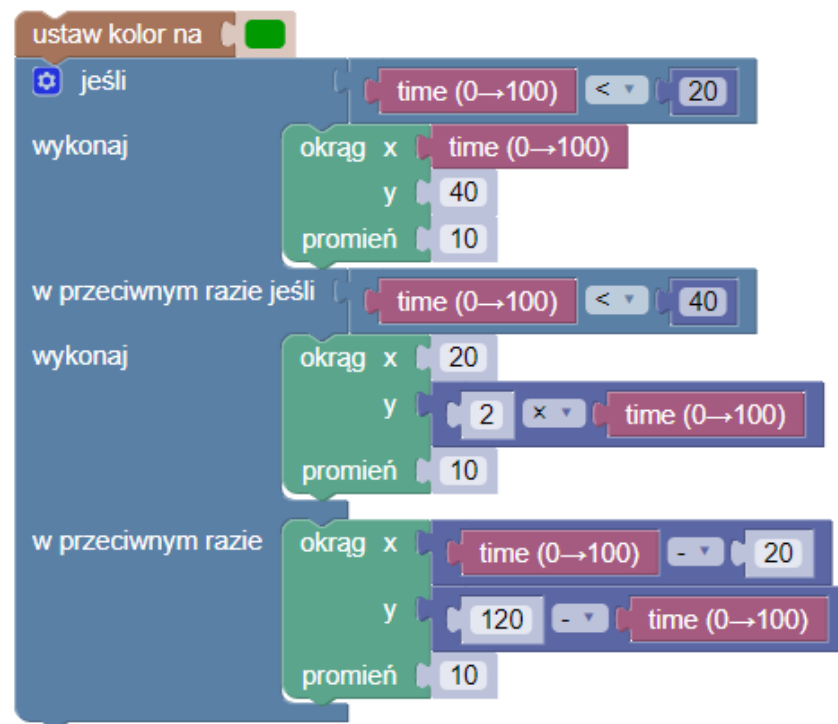 ustaw kolor na
jeśli time (0→100) < 20
wykonaj okrąg x time (0→100)
y 40
promień 10
w przeciwnym razie jeśli time (0→100) < 40
wykonaj okrąg x 20
y 2 × time (0→100)
promień 10
w przeciwnym razie okrąg x time (0→100) - 20
y 120 - time (0→100)
promień 10